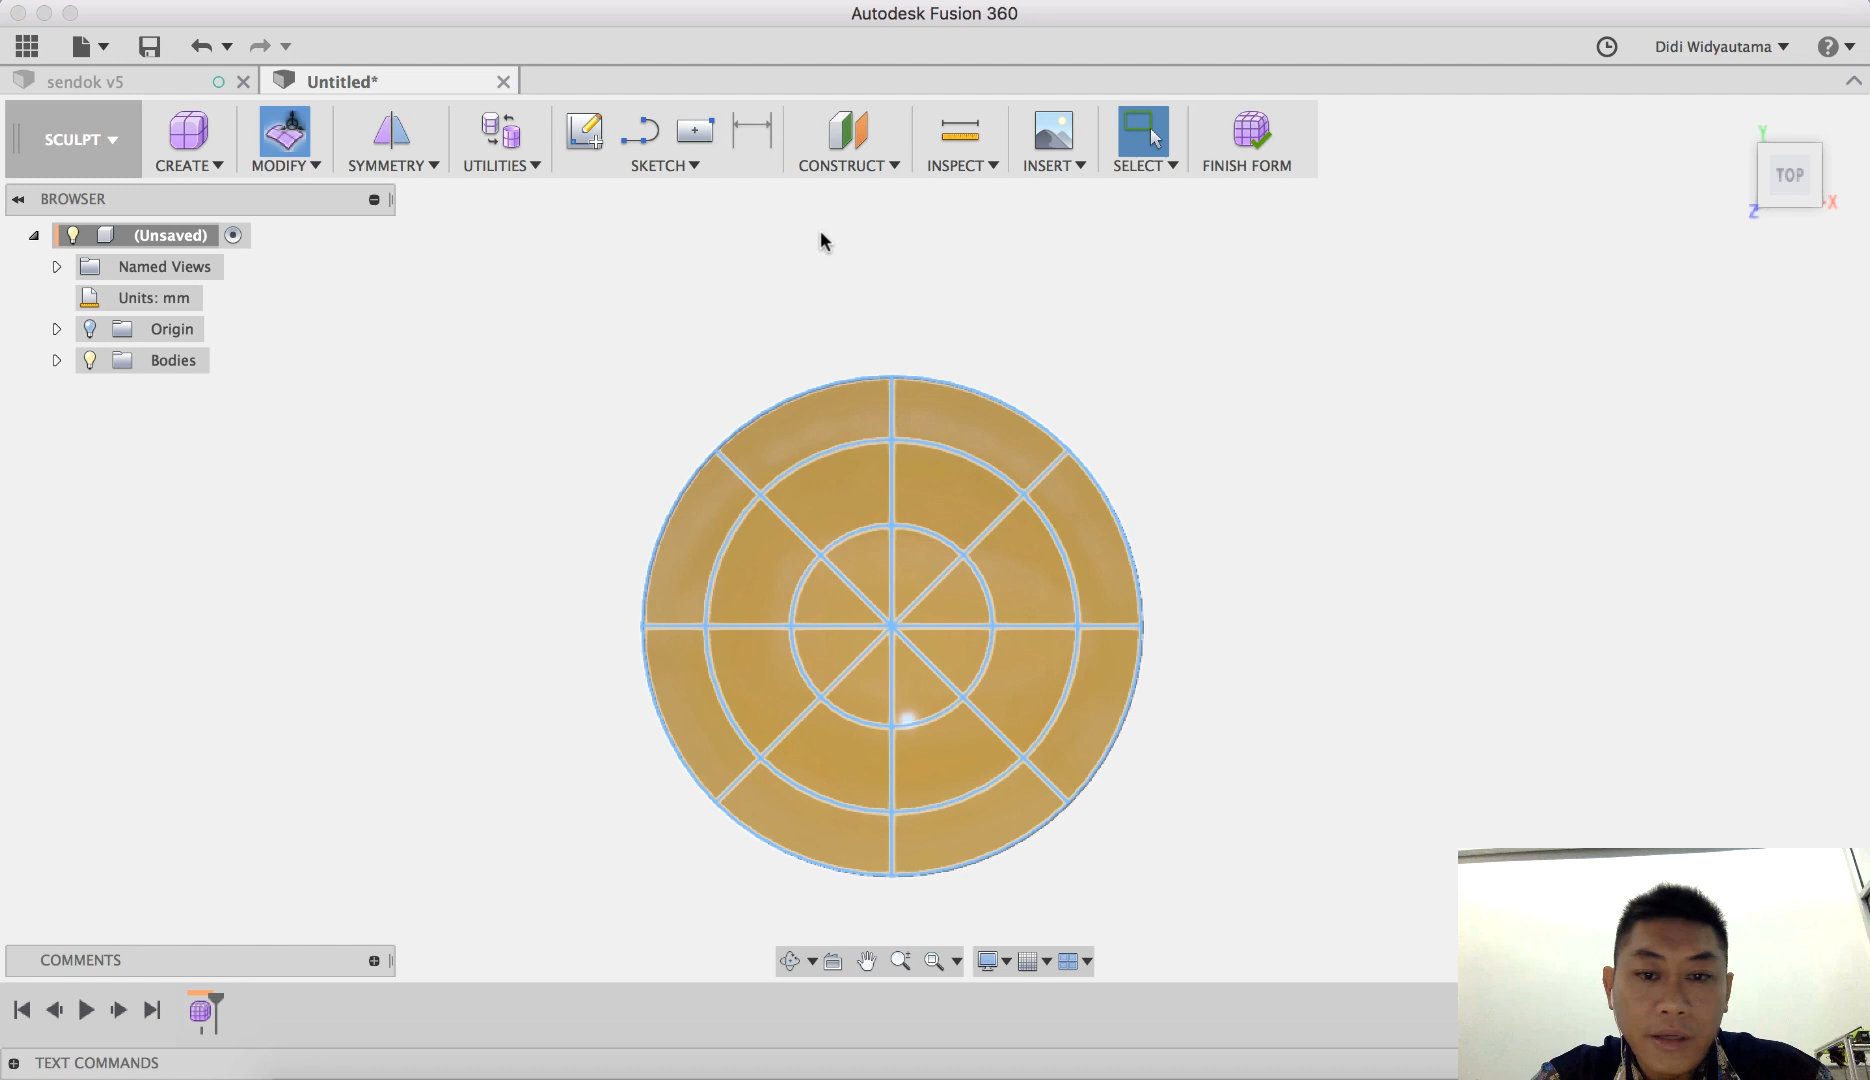 Autodesk Fusion 360
Didi Widyautama
sendok v5
Untitled*
SCULPT
CREATE
MODIFY
SYMMETRY
UTILITIES
SKETCH
CONSTRUCT
INSPECT
INSERT
SELECT
FINISH FORM
Y
TOP
X
Z
BROWSER
(Unsaved)
Named Views
Units: mm
Origin
Bodies
COMMENTS
TEXT COMMANDS